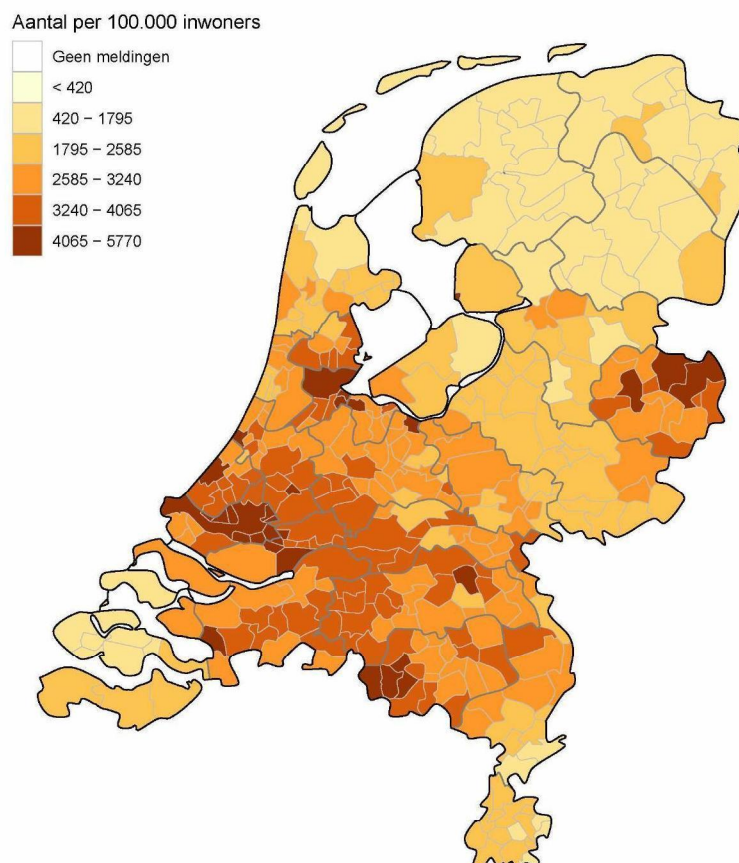 Aantal per 100.000 inwoners
Geen meldingen
< 420
420 – 1795
1795 – 2585
2585 – 3240
3240 – 4065
4065 – 5770